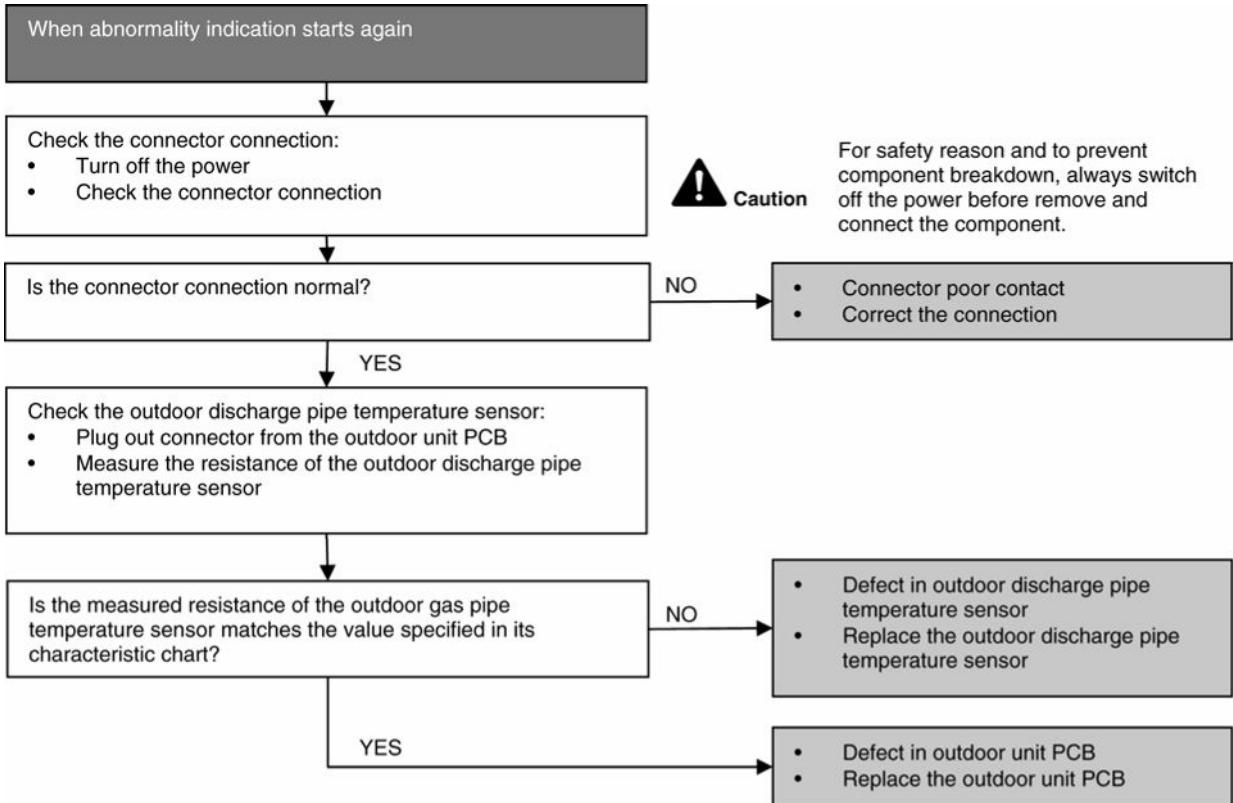 When abnormality indication starts again
Check the connector connection:
• Turn off the power
• Check the connector connection
Caution
For safety reason and to prevent
component breakdown, always switch
off the power before remove and
connect the component.
Is the connector connection normal?
NO
• Connector poor contact
• Correct the connection
YES
Check the outdoor discharge pipe temperature sensor:
• Plug out connector from the outdoor unit PCB
• Measure the resistance of the outdoor discharge pipe
temperature sensor
Is the measured resistance of the outdoor gas pipe
temperature sensor matches the value specified in its
characteristic chart?
NO
• Defect in outdoor discharge pipe
temperature sensor
• Replace the outdoor discharge pipe
temperature sensor
YES
• Defect in outdoor unit PCB
• Replace the outdoor unit PCB